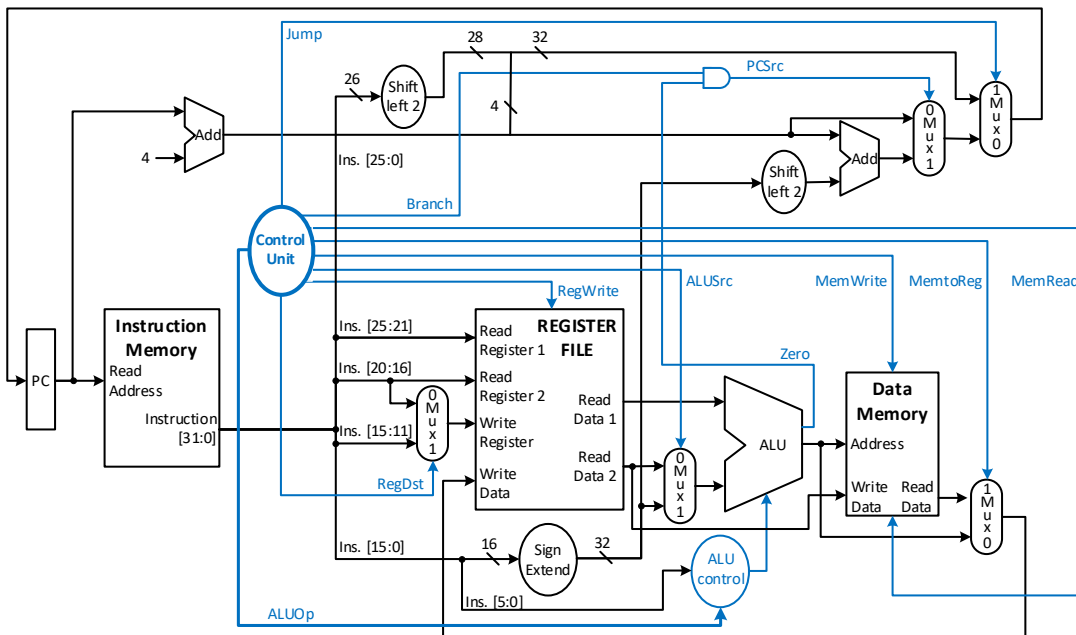 Jump
28
32
26
Shift
left 2
4
PCSrc
1
M
u
x
0
0
M
u
x
1
Add
4
Add
Ins. [25:0]
Shift
left 2
Branch
Control
Unit
RegWrite
ALUSrc
MemWrite
MemtoReg
MemRead
Instruction
Memory
Read
Address
Instruction
[31:0]
PC
Ins. [25:21]
Read
Register 1
REGISTER
FILE
Ins. [20:16]
Read
Register 2
0
M
u
x
1
Ins. [15:11]
Write
Register
Read
Data 1
Read
Data 2
Write
Data
RegDst
Zero
ALU
0
M
u
x
1
Data
Memory
Address
Write
Data
Read
Data
1
M
u
x
0
Ins. [15:0]
16
Sign
Extend
32
ALU
control
Ins. [5:0]
ALUOp